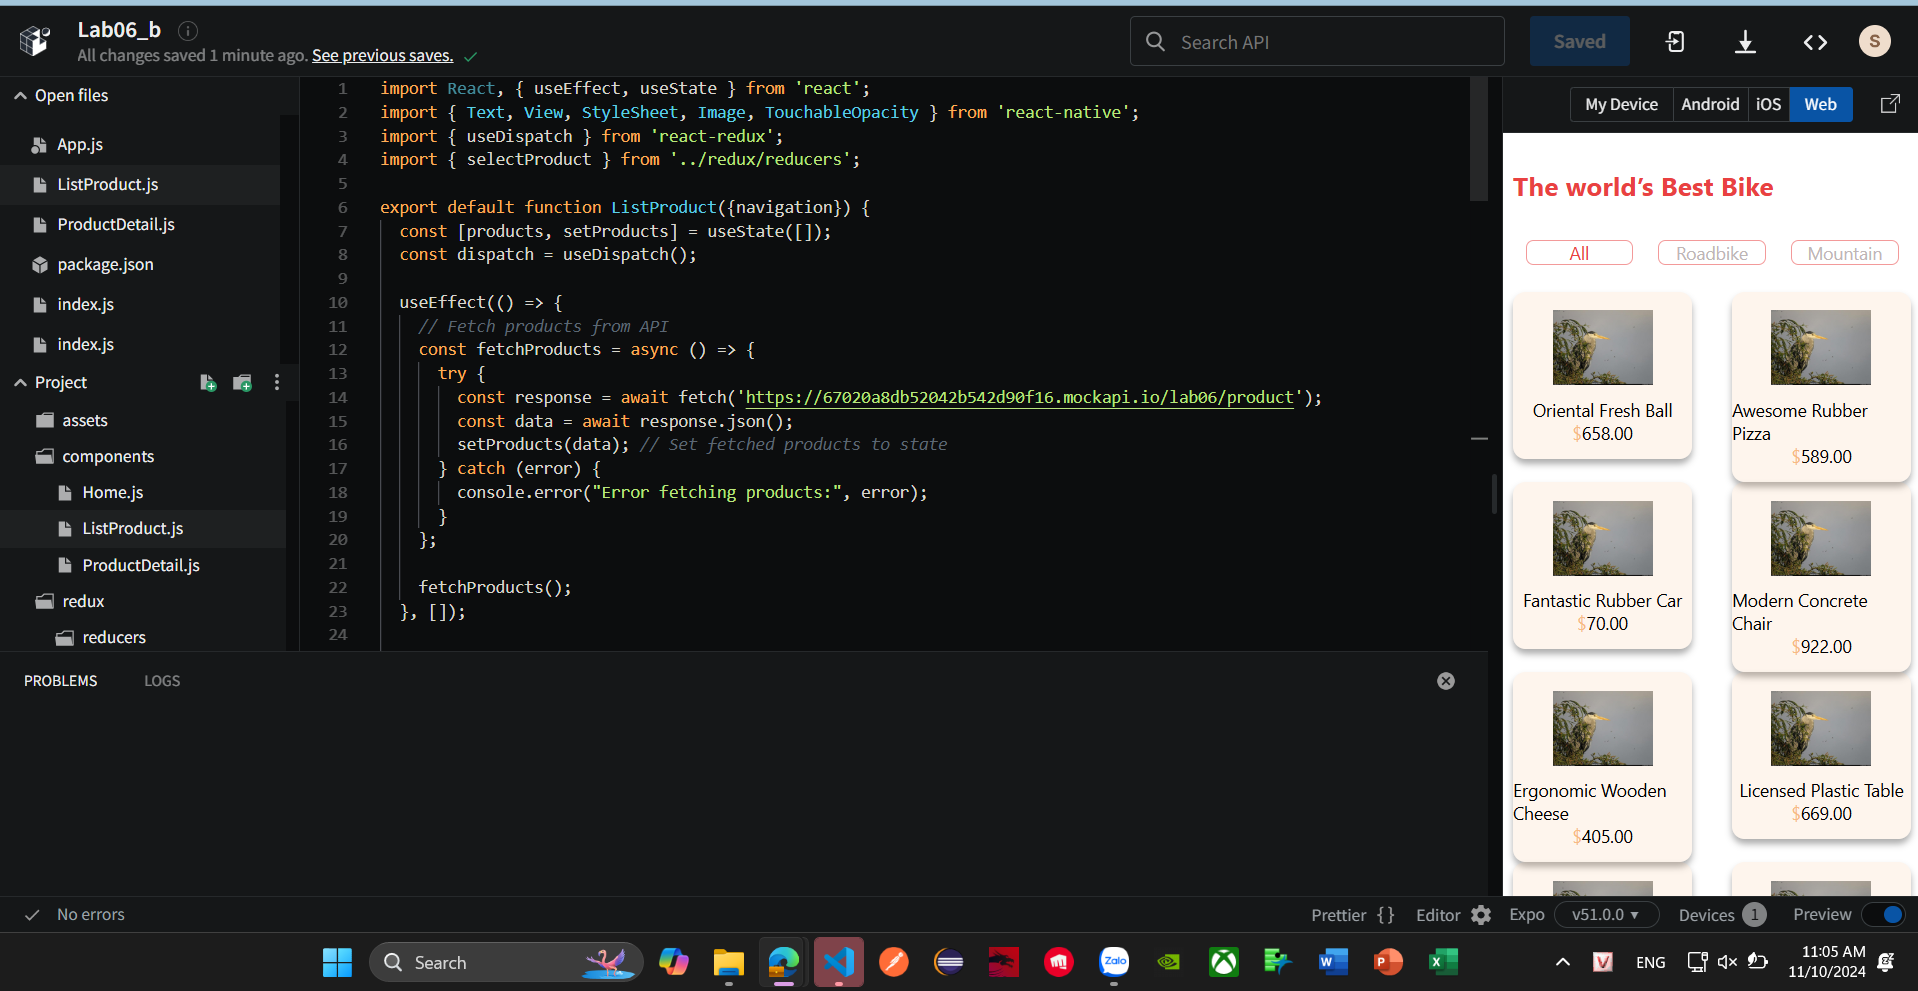 Lab06_b
All changes saved 1 minute ago. See previous saves.
Search API
Saved
S
Open files
App.js
ListProduct.js
ProductDetail.js
package.json
index.js
index.js
Project
assets
components
Home.js
ListProduct.js
ProductDetail.js
redux
reducers
1 import React, { useEffect, useState } from 'react';
2 import { Text, View, StyleSheet, Image, TouchableOpacity } from 'react-native';
3 import { useDispatch } from 'react-redux';
4 import { selectProduct } from '../redux/reducers';
5
6 export default function ListProduct({navigation}) {
7 const [products, setProducts] = useState([]);
8 const dispatch = useDispatch();
9
10 useEffect(() => {
11 // Fetch products from API
12 const fetchProducts = async () => {
13 try {
14 const response = await fetch('https://67020a8db52042b542d90f16.mockapi.io/lab06/product');
15 const data = await response.json();
16 setProducts(data); // Set fetched products to state
17 } catch (error) {
18 console.error("Error fetching products:", error);
19 }
20 };
21
22 fetchProducts();
23 }, []);
24
My Device Android iOS Web
The world’s Best Bike
All Roadbike Mountain
Oriental Fresh Ball
$658.00
Awesome Rubber
Pizza
$589.00
Fantastic Rubber Car
$70.00
Modern Concrete
Chair
$922.00
Ergonomic Wooden
Cheese
$405.00
Licensed Plastic Table
$669.00
PROBLEMS LOGS
No errors
Prettier {} Editor Expo v51.0.0 Devices 1 Preview
Search
Zalo
W
P
X
V
ENG
11:05 AM
11/10/2024